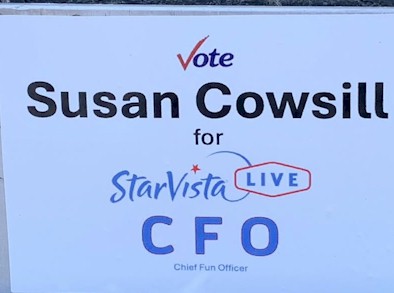 Vote
Susan Cowsill
for
StarVista LIVE
CFO
Chief Fun Officer